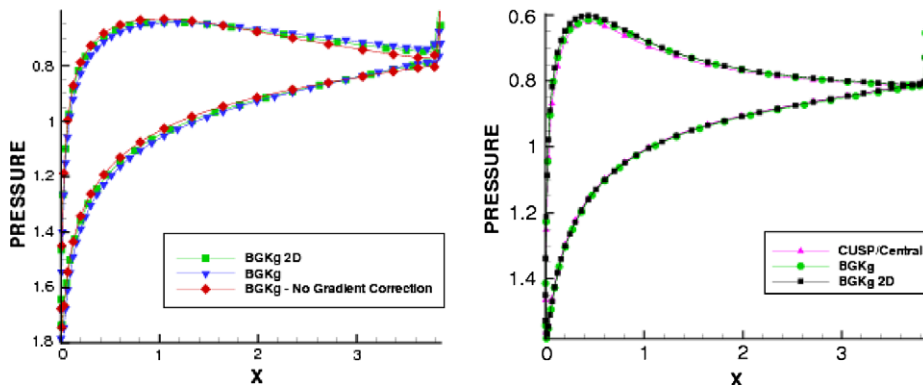 0.8
1
1.2
1.4
1.6
1.8
PRESSURE
BGKg 2D
BGKg
BGKg - No Gradient Correction
0
1
2
3
X
0.6
0.8
1
1.2
1.4
PRESSURE
CUSP/Central
BGKg
BGKg 2D
0
1
2
3
X